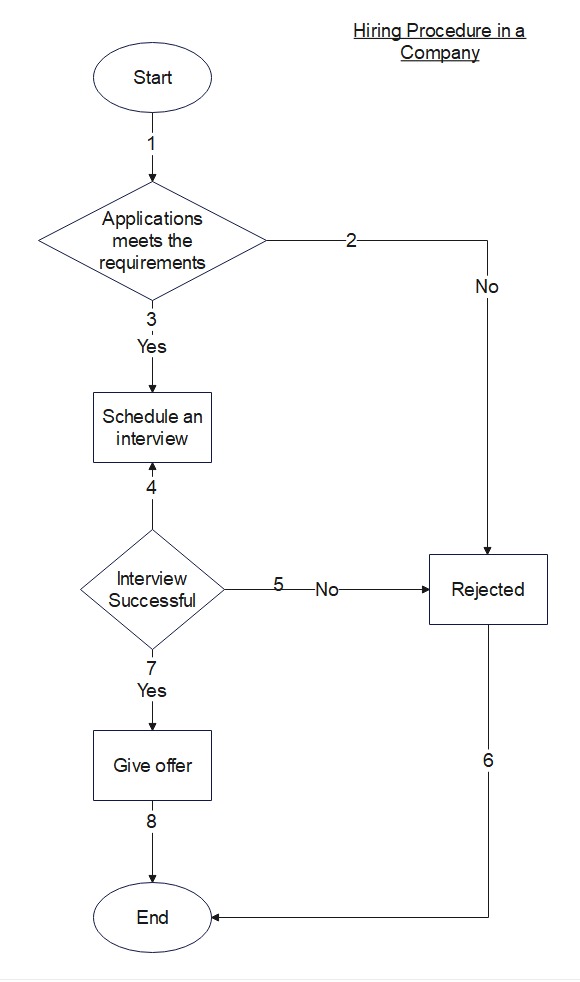 Hiring Procedure in a
Company
Start
1
Applications
meets the
requirements
2
No
3
Yes
Schedule an
interview
4
Interview
Successful
5
No
Rejected
7
Yes
6
Give offer
8
End